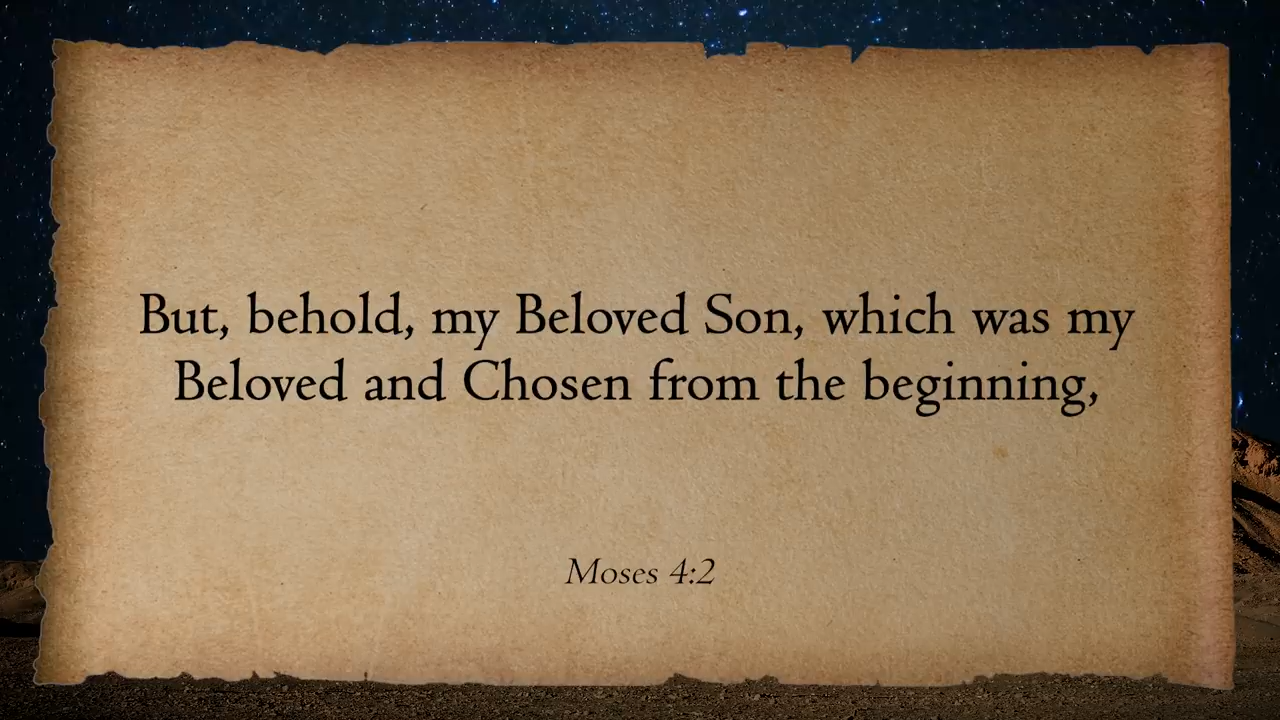 But, behold, my Beloved Son, which was my
Beloved and Chosen from the beginning,
Moses 4:2